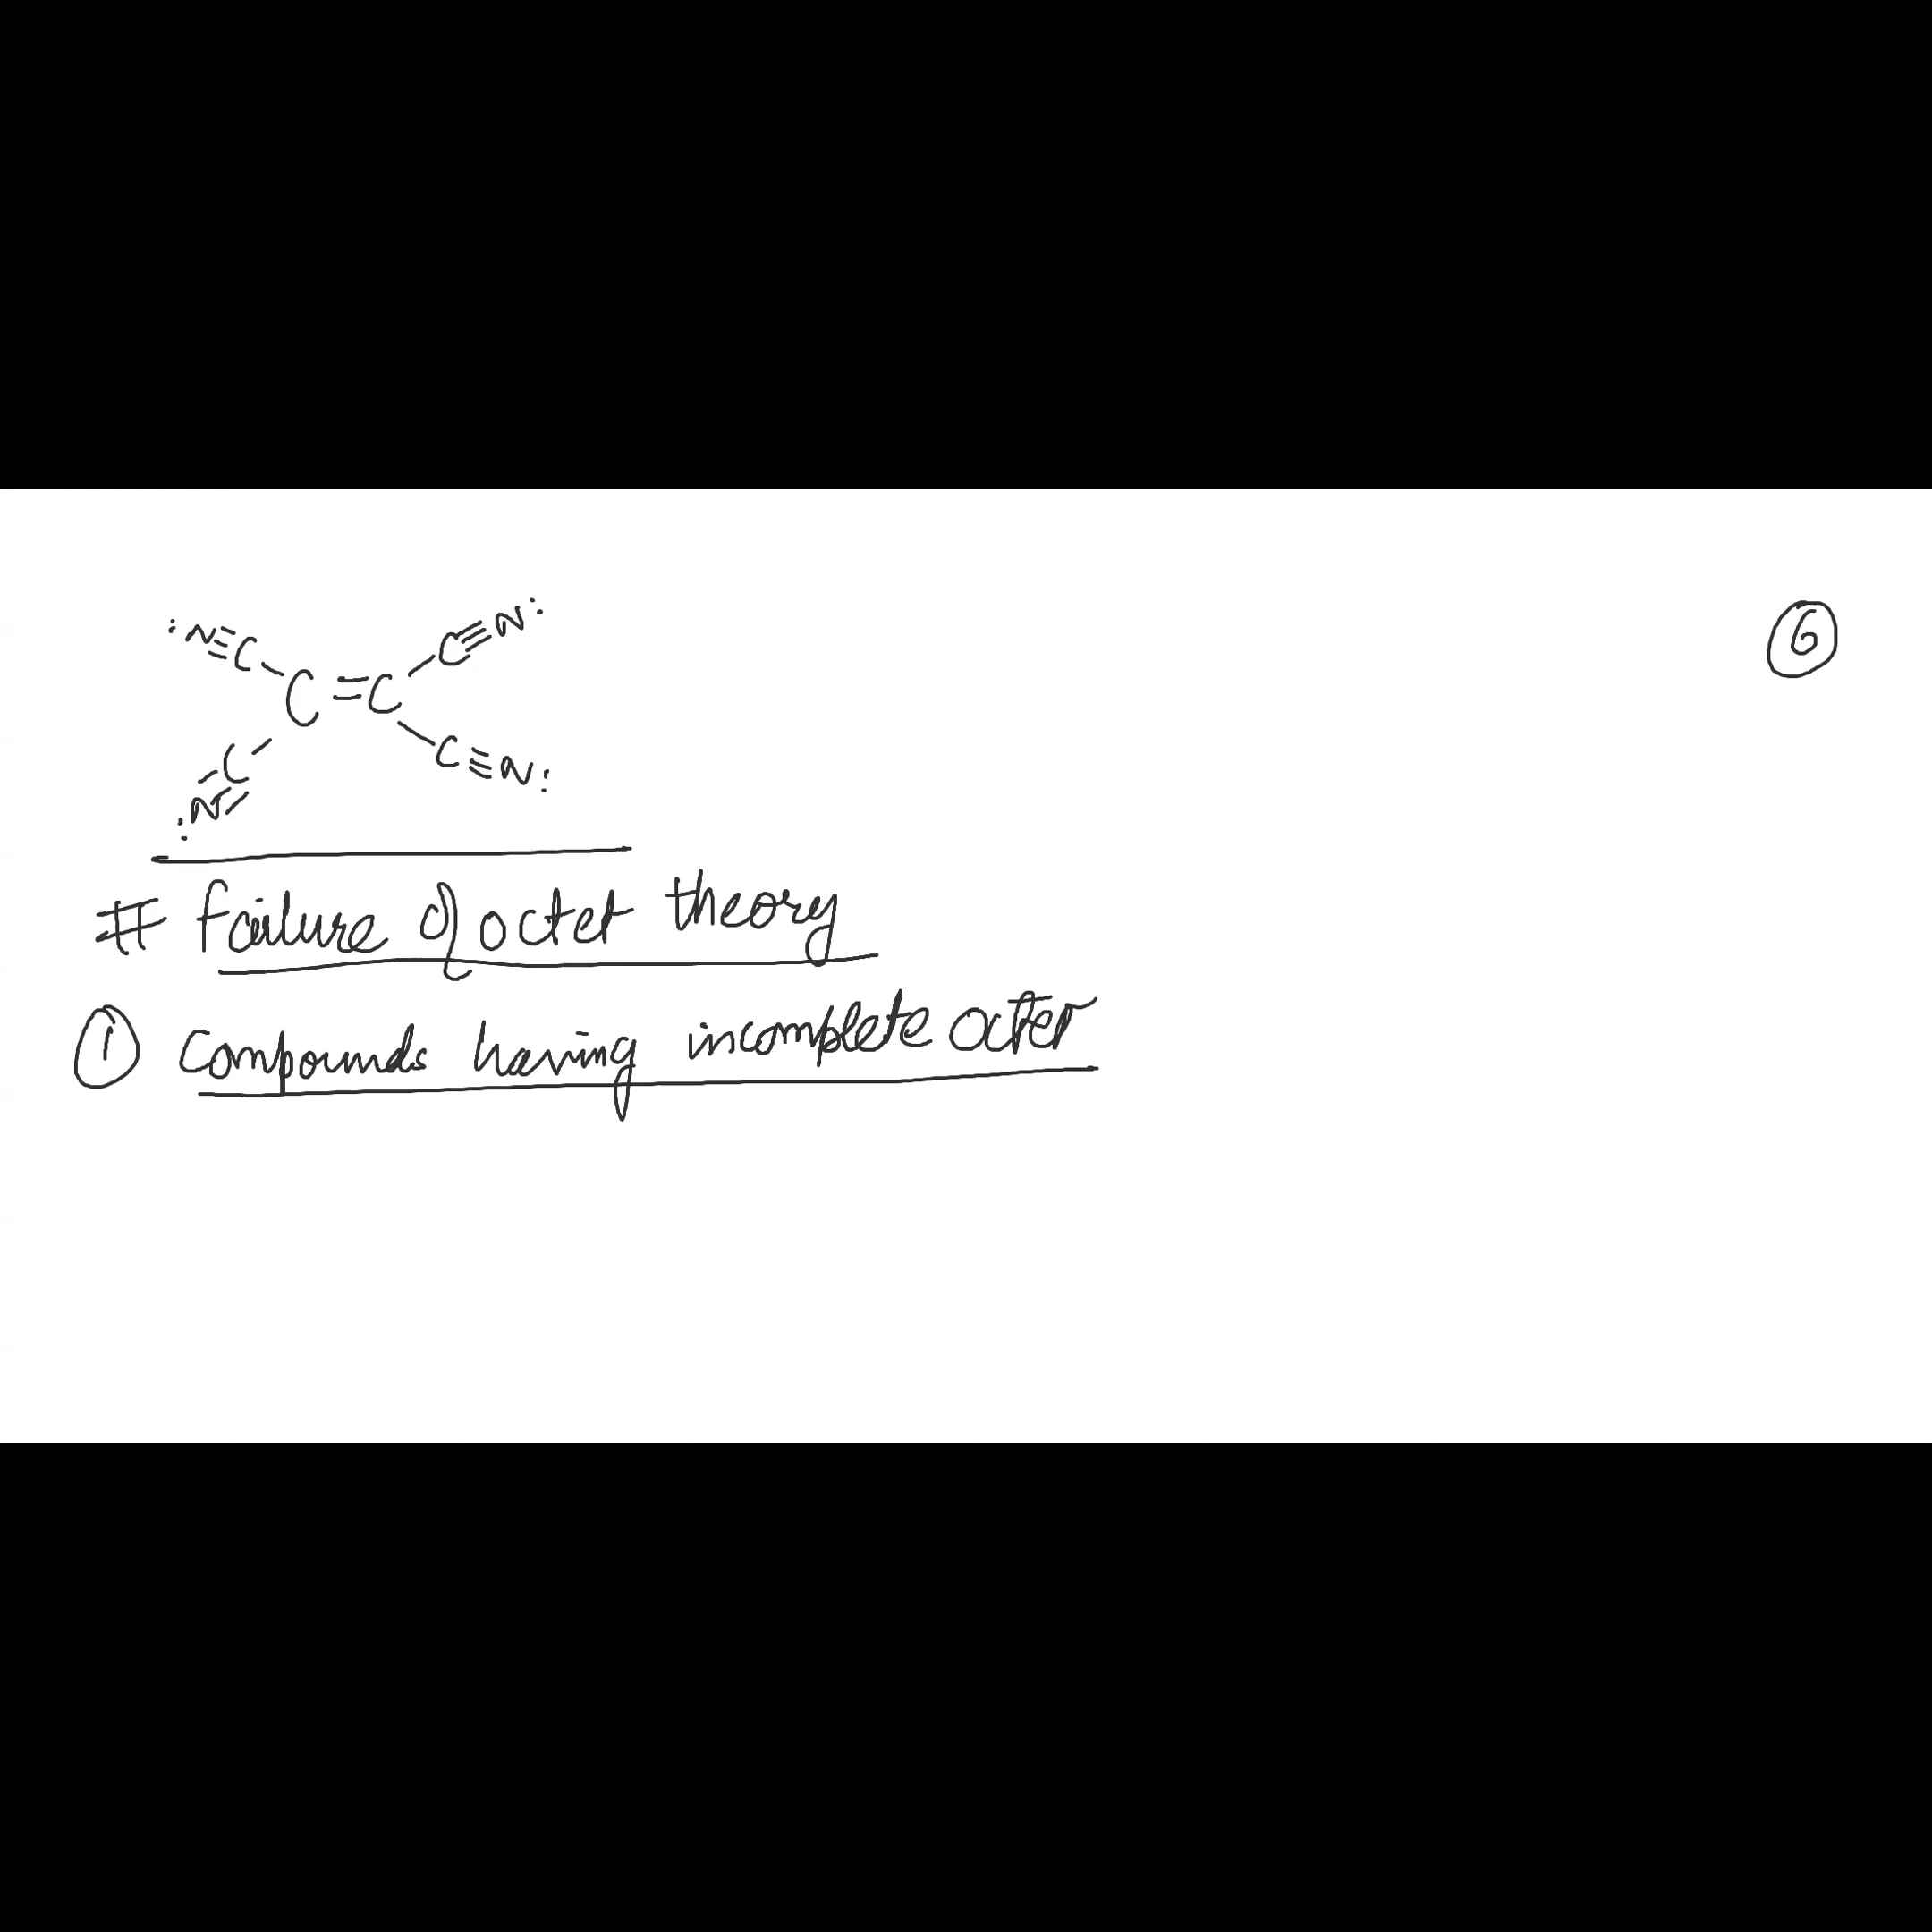 :N≡C C≡N:
C=C
C C≡N:
:N
6
# Failure of octet theory
① Compounds having incomplete octet